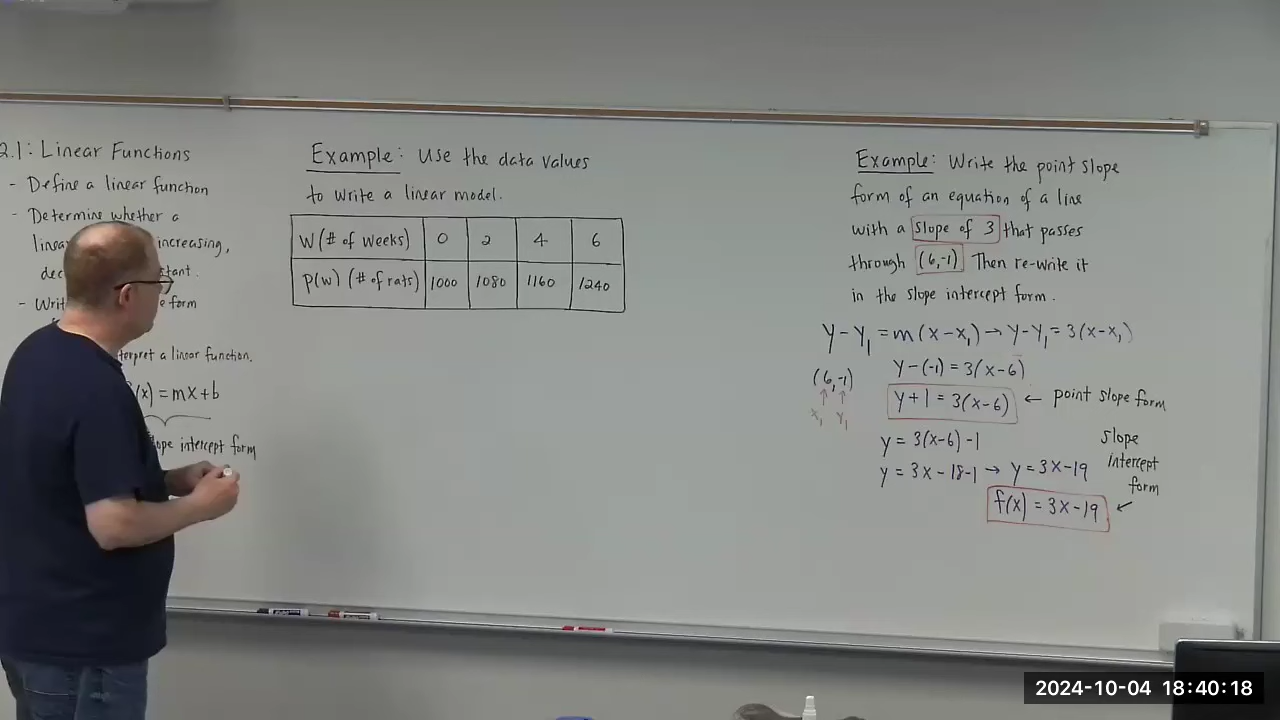 2.1: Linear Functions
- Define a linear function
- Determine whether a
increasing,
- Writ e form
terpret a linear function.
(x) = mx+b
ope intercept form
Example: Use the data values
to write a linear model.
W (# of weeks) 0 2 4 6
P(w) (# of rats) 1000 1080 1160 1240
Example: Write the point slope
form of an equation of a line
with a slope of 3 that passes
through (6,-1) Then re-write it
in the slope intercept form.
y-y₁ = m(x-x₁) → y-y₁ = 3(x-x₁)
y-(-1) = 3(x-6)
(6,-1)
x₁ y₁
y+1 = 3(x-6) ← point slope form
y = 3(x-6)-1
y = 3x-18-1 → y = 3x-19
slope
intercept
form
f(x) = 3x-19 ←
2024-10-04 18:40:18